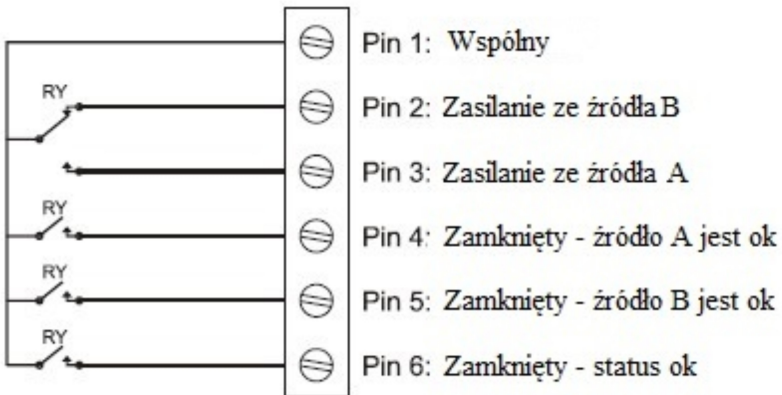 Pin 1: Wspólny
RY
Pin 2: Zasilanie ze źródła B
Pin 3: Zasilanie ze źródła A
RY
Pin 4: Zamknięty - źródło A jest ok
RY
Pin 5: Zamknięty - źródło B jest ok
RY
Pin 6: Zamknięty - status ok